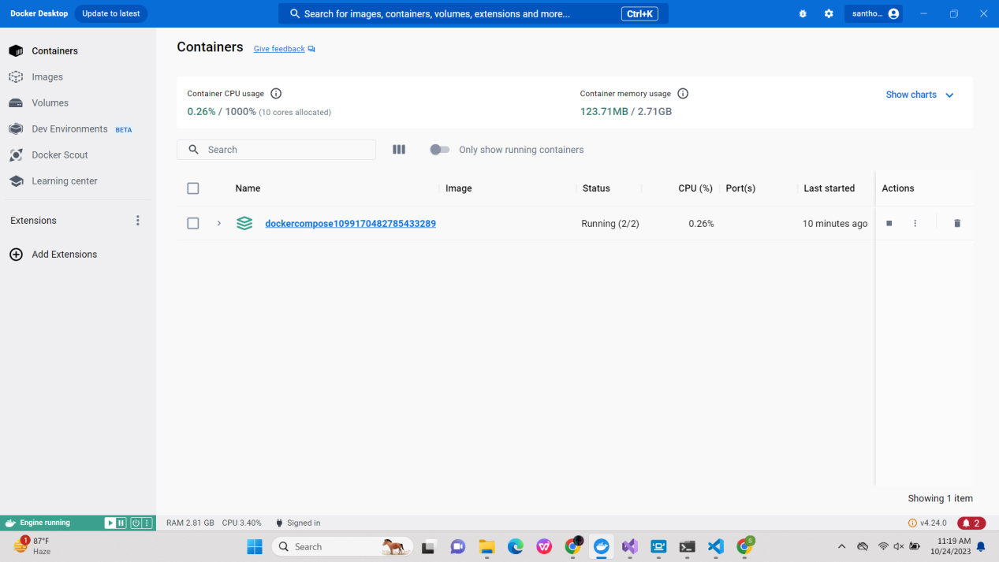 Docker Desktop Update to latest Search for images, containers, volumes, extensions and more... Ctrl+K santho...
Containers
Images
Volumes
Dev Environments BETA
Docker Scout
Learning center
Extensions
Add Extensions
Containers Give feedback
Container CPU usage
0.26% / 1000% (10 cores allocated)
Container memory usage
123.71MB / 2.71GB
Show charts
Search
Only show running containers
Name Image Status CPU (%) Port(s) Last started Actions
dockercompose1099170482785433289 Running (2/2) 0.26% 10 minutes ago
Showing 1 item
Engine running RAM 2.81 GB CPU 3.40% Signed in v4.24.0 2
1 87°F
Haze
Search
11:19 AM
10/24/2023